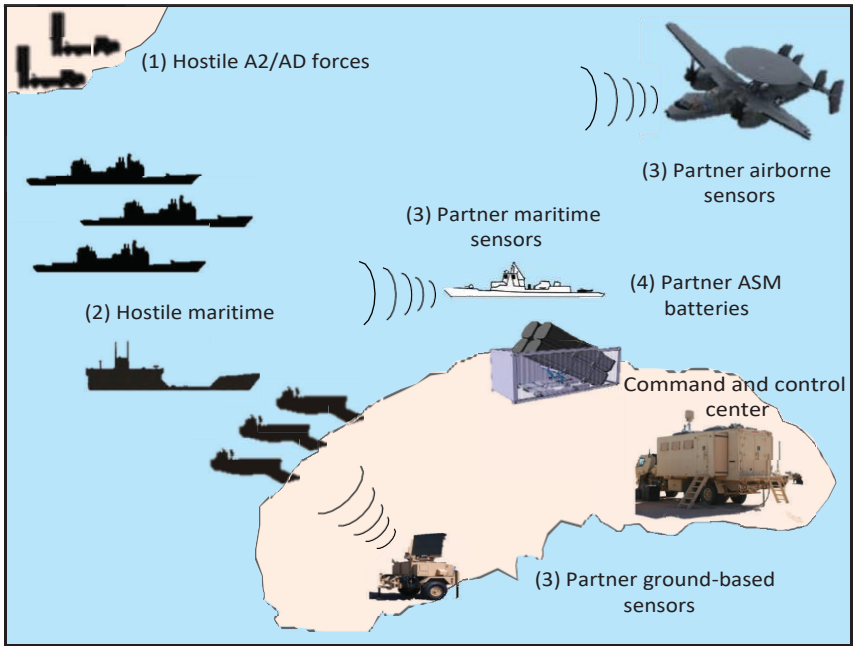 (1) Hostile A2/AD forces
(3) Partner airborne
sensors
(3) Partner maritime
sensors
(4) Partner ASM
batteries
(2) Hostile maritime
Command and control
center
(3) Partner ground-based
sensors